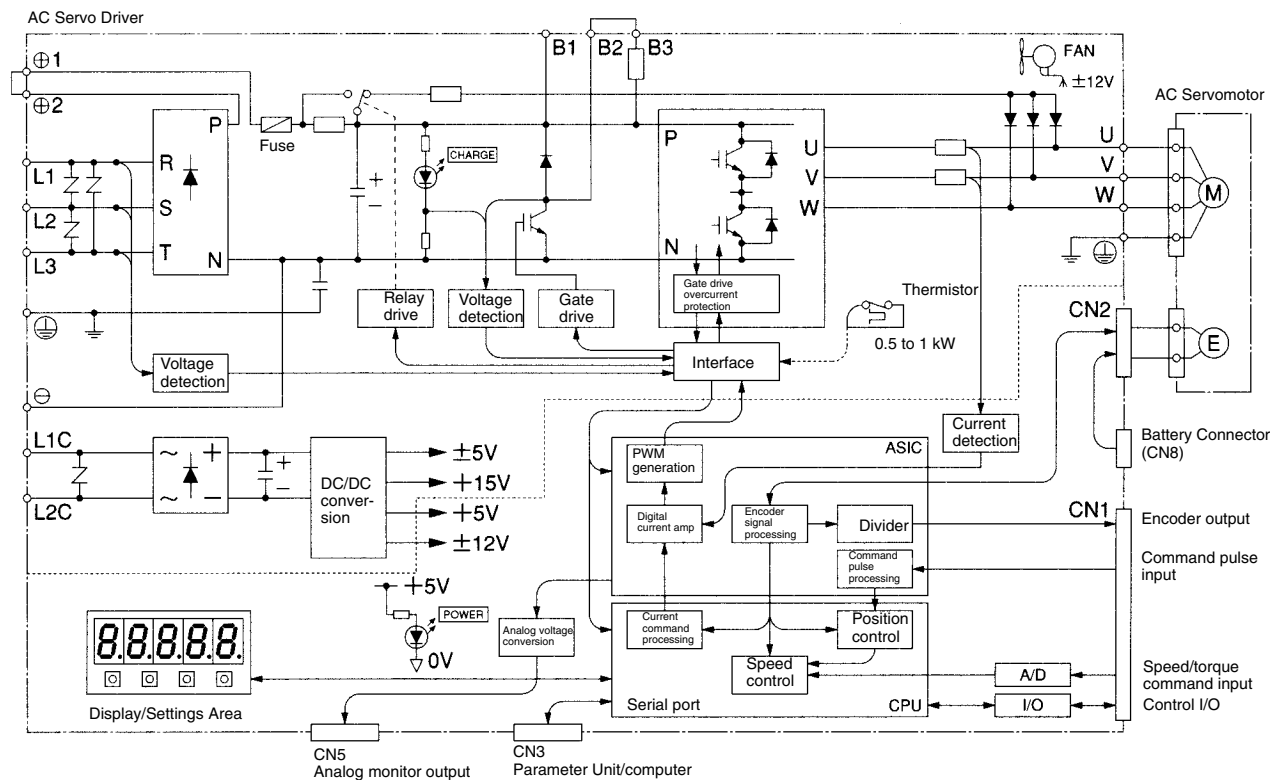 AC Servo Driver
B1
B2
B3
FAN
±12V
⊕1
⊕2
AC Servomotor
P
Fuse
CHARGE
+
−
P
U
V
W
U
V
W
M
L1
R
L2
S
L3
T
N
N
Relay
drive
Voltage
detection
Gate
drive
Gate drive
overcurrent
protection
Thermistor
0.5 to 1 kW
CN2
E
Voltage
detection
Interface
⊖
L1C
~
+
+
−
~
−
L2C
DC/DC
conver-
sion
±5V
+15V
+5V
±12V
Current
detection
Battery Connector
(CN8)
ASIC
PWM
generation
Digital
current amp
Encoder
signal
processing
Divider
CN1
Encoder output
Command
pulse
processing
Command pulse
input
+5V
POWER
0V
Analog voltage
conversion
Current
command
processing
Position
control
Speed
control
8.8.8.8.8
Display/Settings Area
Serial port
CPU
A/D
I/O
Speed/torque
command input
Control I/O
CN5
Analog monitor output
CN3
Parameter Unit/computer